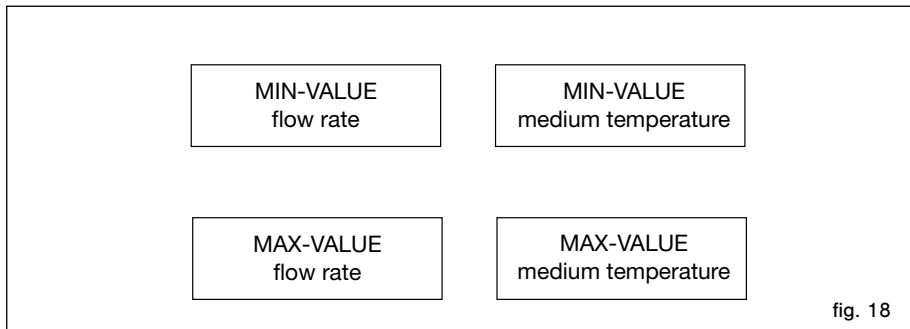 MIN-VALUE
flow rate
MIN-VALUE
medium temperature
MAX-VALUE
flow rate
MAX-VALUE
medium temperature
fig. 18